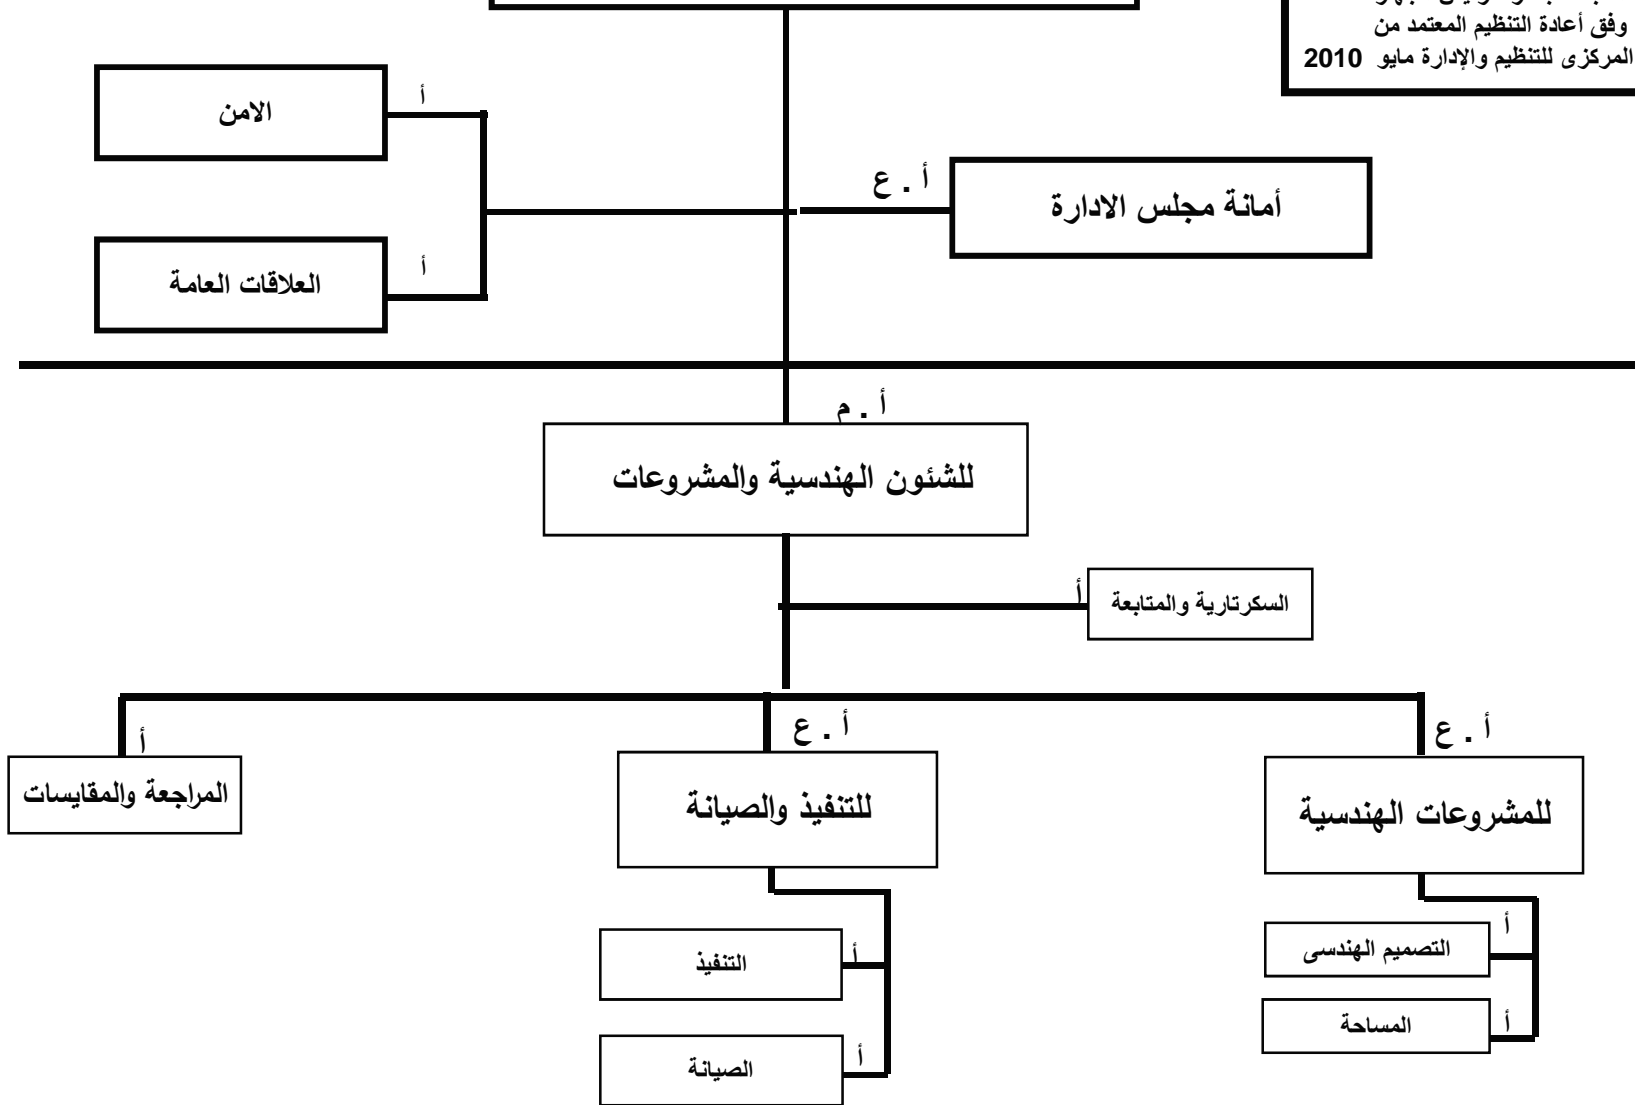 وفق أعادة التنظيم المعتمد من
المركزى للتنظيم والإدارة مايو 2010
أ
الامن
أ . ع
أمانة مجلس الادارة
أ
العلاقات العامة
أ . م
للشئون الهندسية والمشروعات
أ
السكرتارية والمتابعة
أ . ع
للمشروعات الهندسية
أ . ع
للتنفيذ والصيانة
أ
المراجعة والمقايسات
أ
التصميم الهندسى
أ
المساحة
أ
التنفيذ
أ
الصيانة